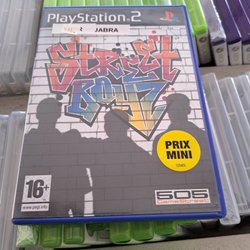 PlayStation 2
JABRA
STREET
BOYZ
PRIX
MINI
16+
www.pegi.info
505
GameStreet